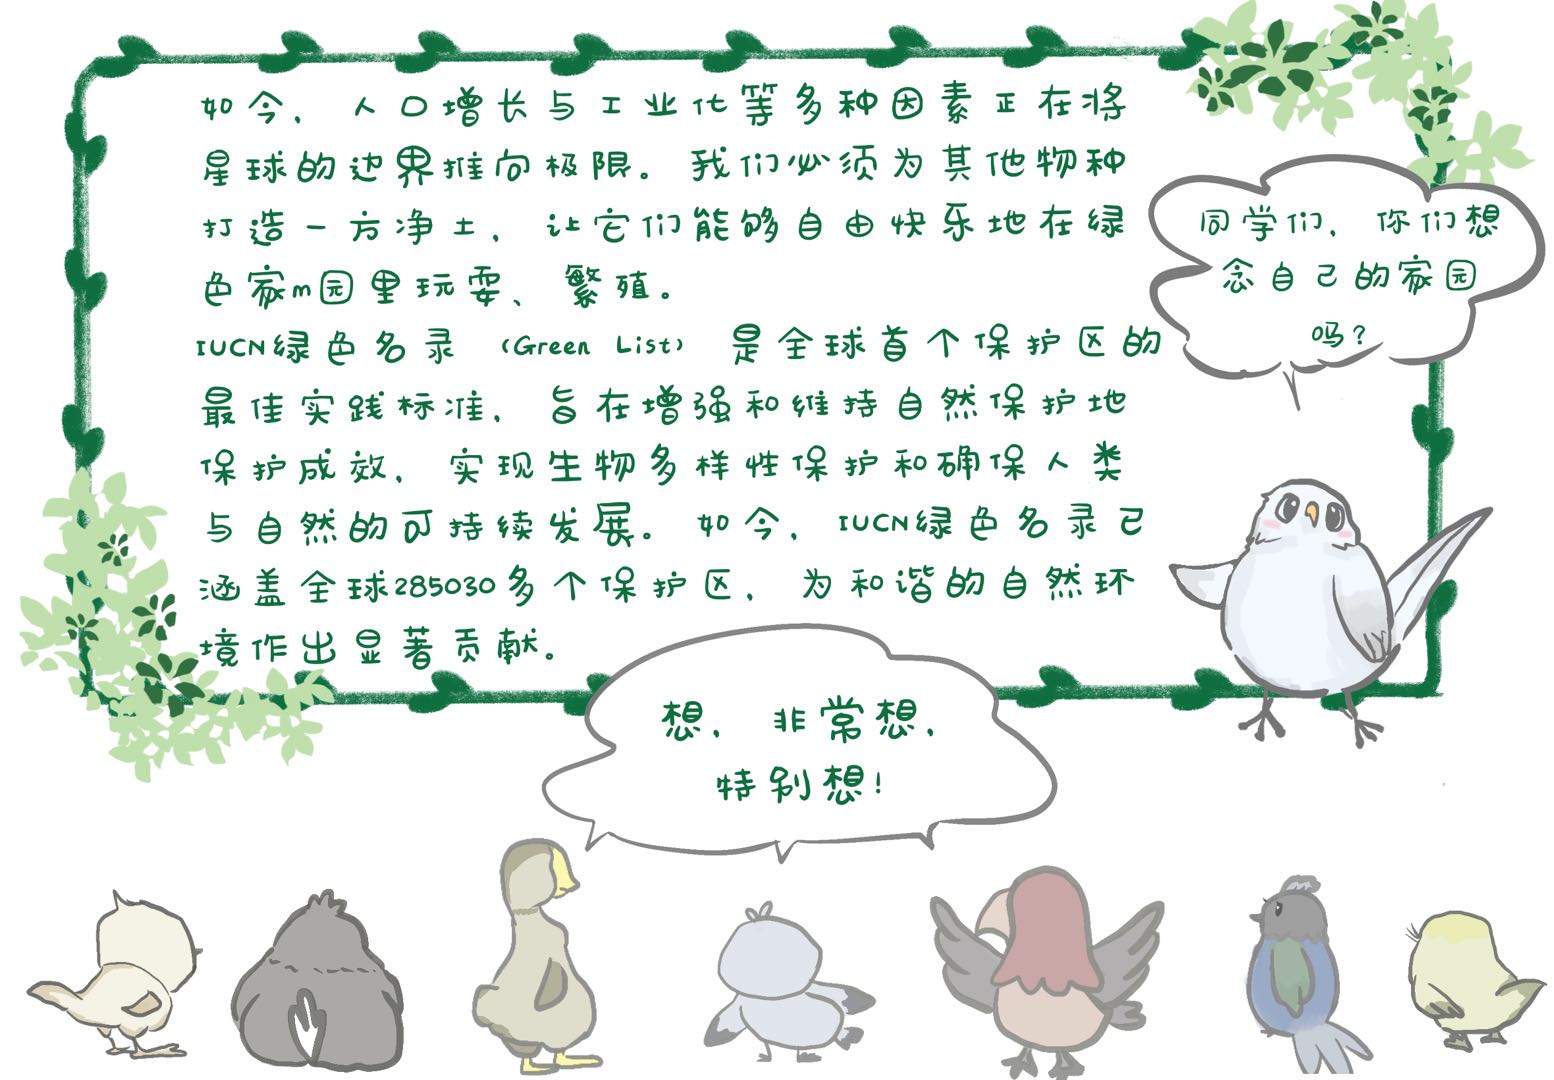 如今，人口增长与工业化等多种因素正在将
星球的边界推向极限。我们必须为其他物种
打造一方净土，让它们能够自由快乐地在绿
色家m园里玩耍、繁殖。
IUCN绿色名录（Green List）是全球首个保护区的
最佳实践标准，旨在增强和维持自然保护地
保护成效，实现生物多样性保护和确保人类
与自然的可持续发展。如今，IUCN绿色名录已
涵盖全球285030多个保护区，为和谐的自然环
境作出显著贡献。
同学们，你们想
念自己的家园
吗？
想，非常想，
特别想！